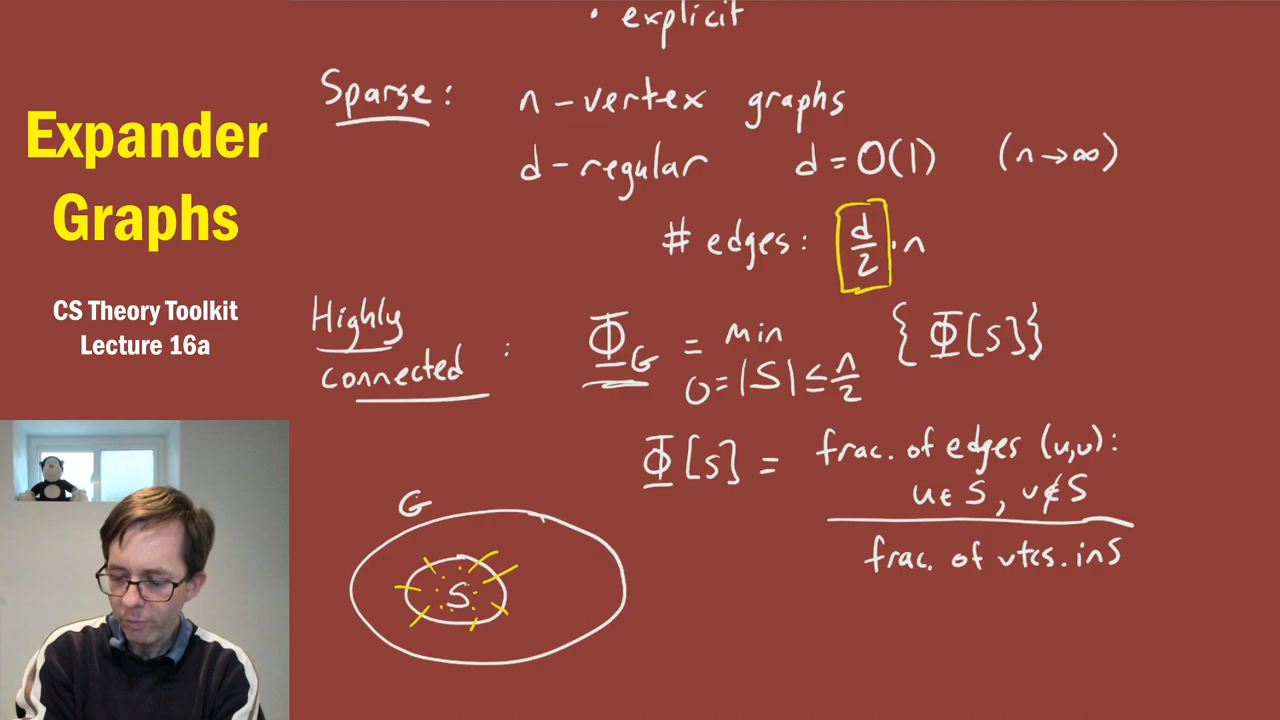 Expander
Graphs
CS Theory Toolkit
Lecture 16a
• explicit
Sparse: n-vertex graphs
d-regular d = O(1) (n→∞)
# edges: d/2 · n
Highly
connected : Φ_G = min {Φ[S]}
0=|S|≤n/2
Φ[S] = frac. of edges (u,v):
u∈S, v∉S
frac. of vtcs. in S
G
S